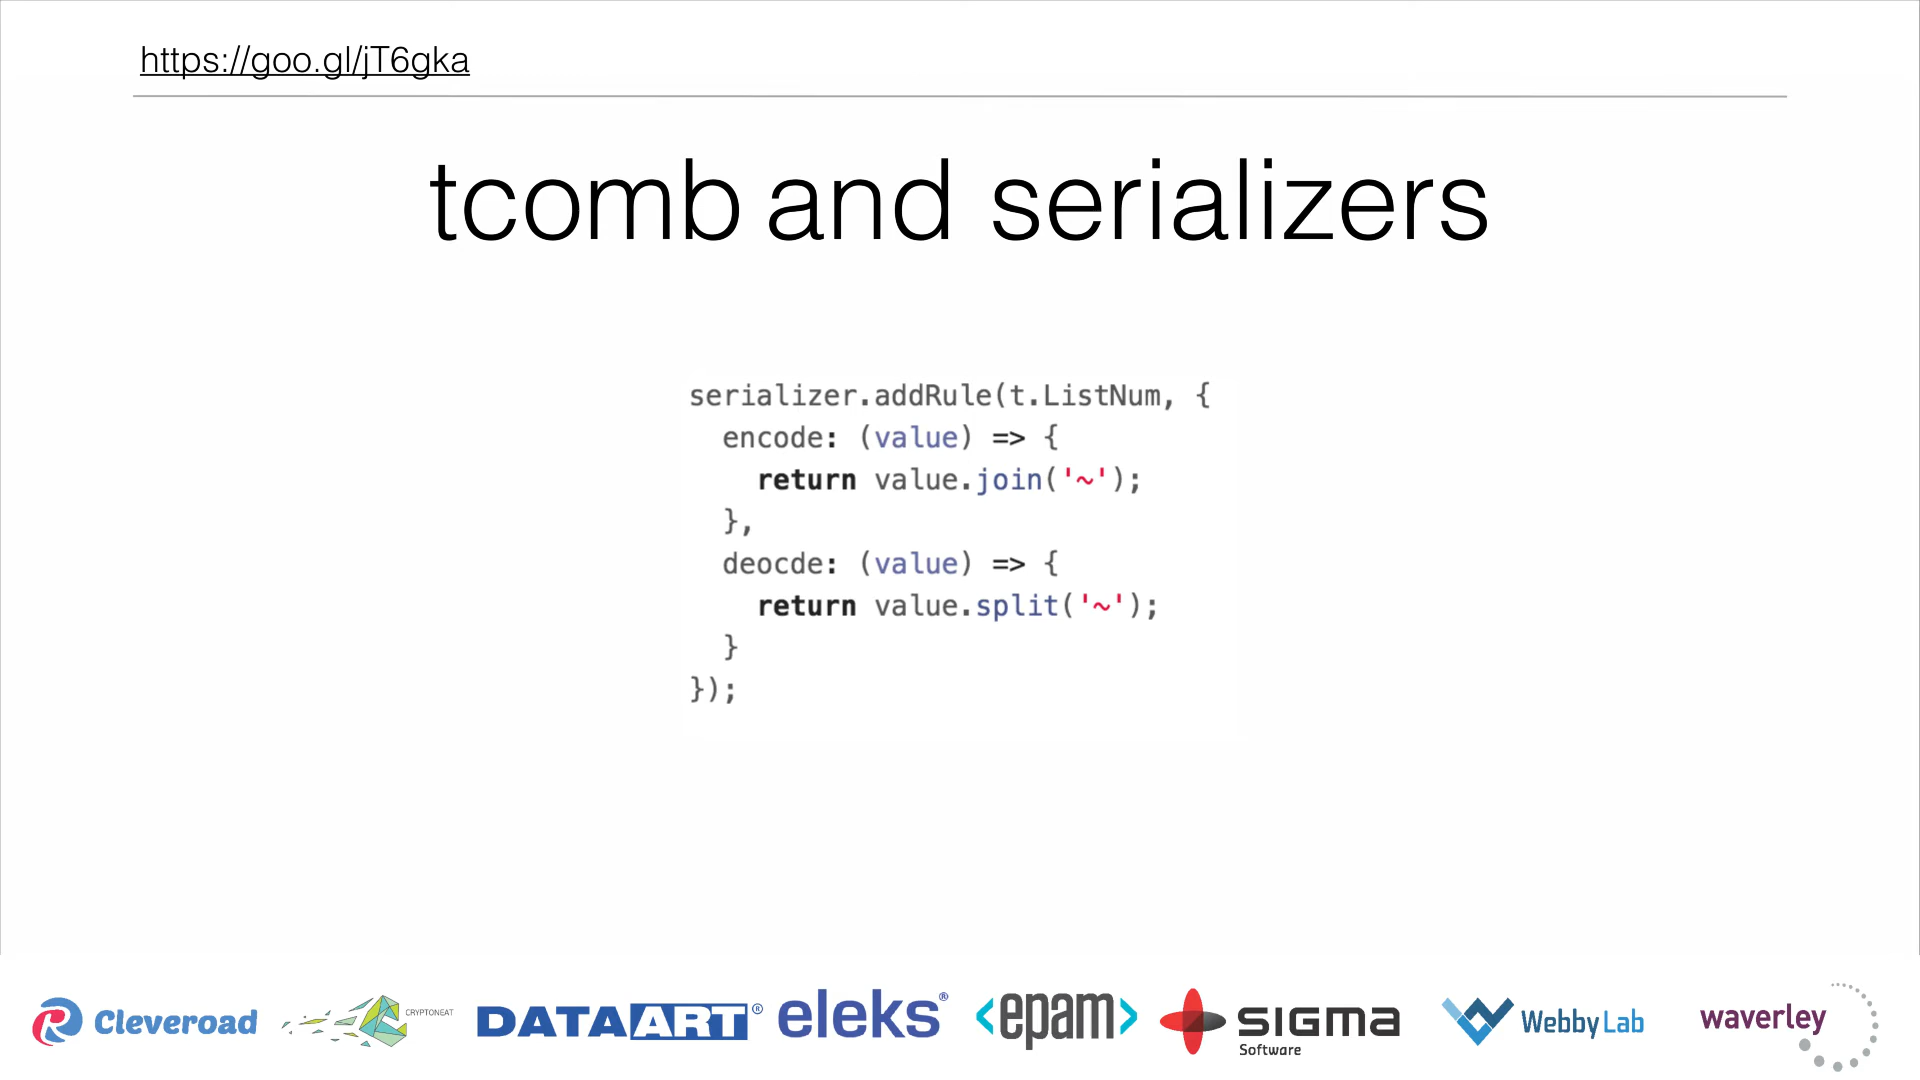 https://goo.gl/jT6gka
tcomb and serializers
serializer.addRule(t.ListNum, {
encode: (value) => {
return value.join('~');
},
deocde: (value) => {
return value.split('~');
}
});
Cleveroad
CRYPTONEAT
DATAART®
eleks®
<epam>
SIGMA
Software
WebbyLab
waverley